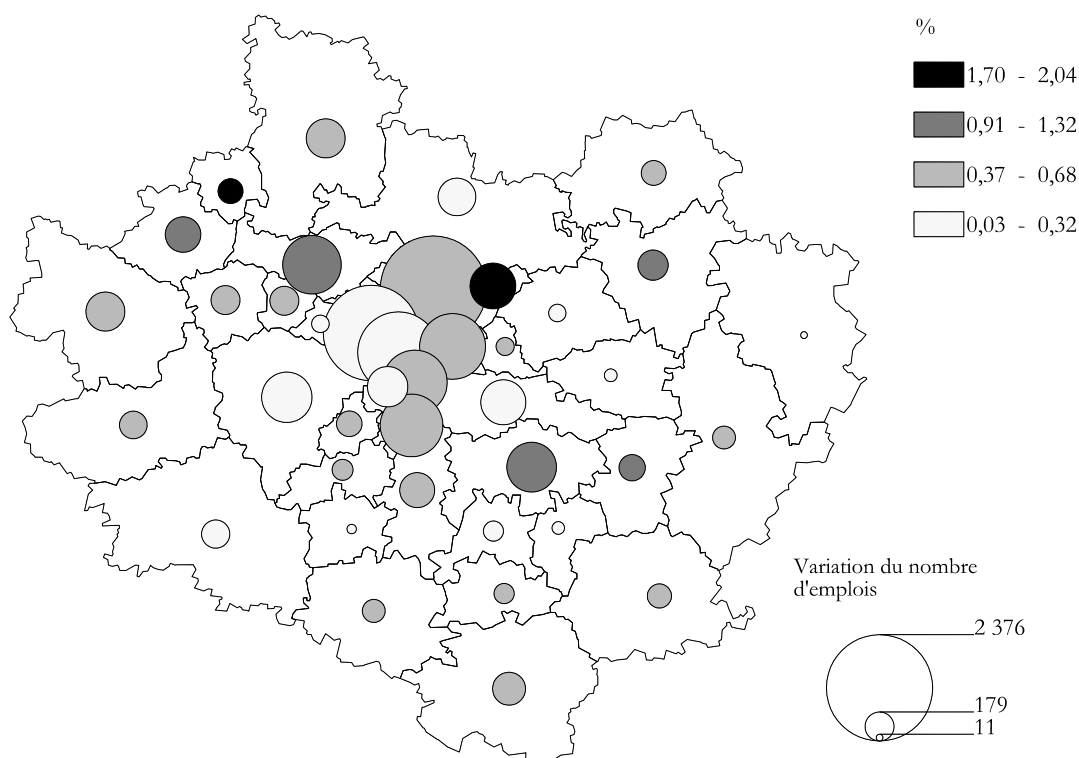 %
1,70 - 2,04
0,91 - 1,32
0,37 - 0,68
0,03 - 0,32
Variation du nombre
d'emplois
2 376
179
11